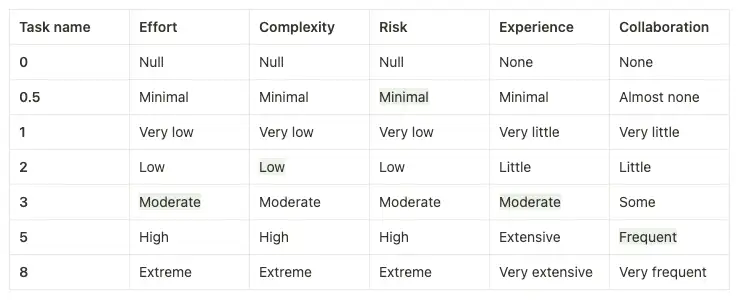 Task name Effort Complexity Risk Experience Collaboration
0 Null Null Null None None
0.5 Minimal Minimal Minimal Minimal Almost none
1 Very low Very low Very low Very little Very little
2 Low Low Low Little Little
3 Moderate Moderate Moderate Moderate Some
5 High High High Extensive Frequent
8 Extreme Extreme Extreme Very extensive Very frequent